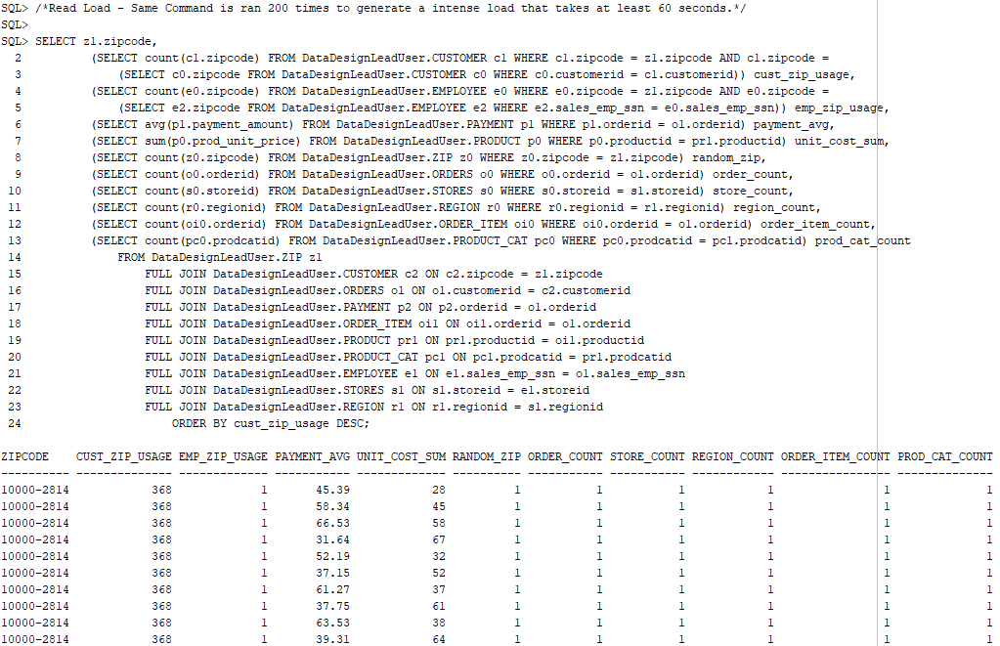 SQL> /*Read Load - Same Command is ran 200 times to generate a intense load that takes at least 60 seconds.*/
SQL>
SQL> SELECT z1.zipcode,
  2          (SELECT count(c1.zipcode) FROM DataDesignLeadUser.CUSTOMER c1 WHERE c1.zipcode = z1.zipcode AND c1.zipcode =
  3              (SELECT c0.zipcode FROM DataDesignLeadUser.CUSTOMER c0 WHERE c0.customerid = c1.customerid)) cust_zip_usage,
  4          (SELECT count(e0.zipcode) FROM DataDesignLeadUser.EMPLOYEE e0 WHERE e0.zipcode = z1.zipcode AND e0.zipcode =
  5              (SELECT e2.zipcode FROM DataDesignLeadUser.EMPLOYEE e2 WHERE e2.sales_emp_ssn = e0.sales_emp_ssn)) emp_zip_usage,
  6          (SELECT avg(p1.payment_amount) FROM DataDesignLeadUser.PAYMENT p1 WHERE p1.orderid = o1.orderid) payment_avg,
  7          (SELECT sum(p0.prod_unit_price) FROM DataDesignLeadUser.PRODUCT p0 WHERE p0.productid = pr1.productid) unit_cost_sum,
  8          (SELECT count(z0.zipcode) FROM DataDesignLeadUser.ZIP z0 WHERE z0.zipcode = z1.zipcode) random_zip,
  9          (SELECT count(o0.orderid) FROM DataDesignLeadUser.ORDERS o0 WHERE o0.orderid = o1.orderid) order_count,
 10          (SELECT count(s0.storeid) FROM DataDesignLeadUser.STORES s0 WHERE s0.storeid = s1.storeid) store_count,
 11          (SELECT count(r0.regionid) FROM DataDesignLeadUser.REGION r0 WHERE r0.regionid = r1.regionid) region_count,
 12          (SELECT count(oi0.orderid) FROM DataDesignLeadUser.ORDER_ITEM oi0 WHERE oi0.orderid = o1.orderid) order_item_count,
 13          (SELECT count(pc0.prodcatid) FROM DataDesignLeadUser.PRODUCT_CAT pc0 WHERE pc0.prodcatid = pc1.prodcatid) prod_cat_count
 14              FROM DataDesignLeadUser.ZIP z1
 15                  FULL JOIN DataDesignLeadUser.CUSTOMER c2 ON c2.zipcode = z1.zipcode
 16                  FULL JOIN DataDesignLeadUser.ORDERS o1 ON o1.customerid = c2.customerid
 17                  FULL JOIN DataDesignLeadUser.PAYMENT p2 ON p2.orderid = o1.orderid
 18                  FULL JOIN DataDesignLeadUser.ORDER_ITEM oi1 ON oi1.orderid = o1.orderid
 19                  FULL JOIN DataDesignLeadUser.PRODUCT pr1 ON pr1.productid = oi1.productid
 20                  FULL JOIN DataDesignLeadUser.PRODUCT_CAT pc1 ON pc1.prodcatid = pr1.prodcatid
 21                  FULL JOIN DataDesignLeadUser.EMPLOYEE e1 ON e1.sales_emp_ssn = o1.sales_emp_ssn
 22                  FULL JOIN DataDesignLeadUser.STORES s1 ON s1.storeid = e1.storeid
 23                  FULL JOIN DataDesignLeadUser.REGION r1 ON r1.regionid = s1.regionid
 24                      ORDER BY cust_zip_usage DESC;
ZIPCODE    CUST_ZIP_USAGE EMP_ZIP_USAGE PAYMENT_AVG UNIT_COST_SUM RANDOM_ZIP ORDER_COUNT STORE_COUNT REGION_COUNT ORDER_ITEM_COUNT PROD_CAT_COUNT
---------- -------------- ------------- ----------- ------------- ---------- ----------- ----------- ------------ ---------------- --------------
10000-2814 368 1 45.39 28 1 1 1 1 1 1
10000-2814 368 1 58.34 45 1 1 1 1 1 1
10000-2814 368 1 66.53 58 1 1 1 1 1 1
10000-2814 368 1 31.64 67 1 1 1 1 1 1
10000-2814 368 1 52.19 32 1 1 1 1 1 1
10000-2814 368 1 37.15 52 1 1 1 1 1 1
10000-2814 368 1 61.27 37 1 1 1 1 1 1
10000-2814 368 1 37.75 61 1 1 1 1 1 1
10000-2814 368 1 63.53 38 1 1 1 1 1 1
10000-2814 368 1 39.31 64 1 1 1 1 1 1